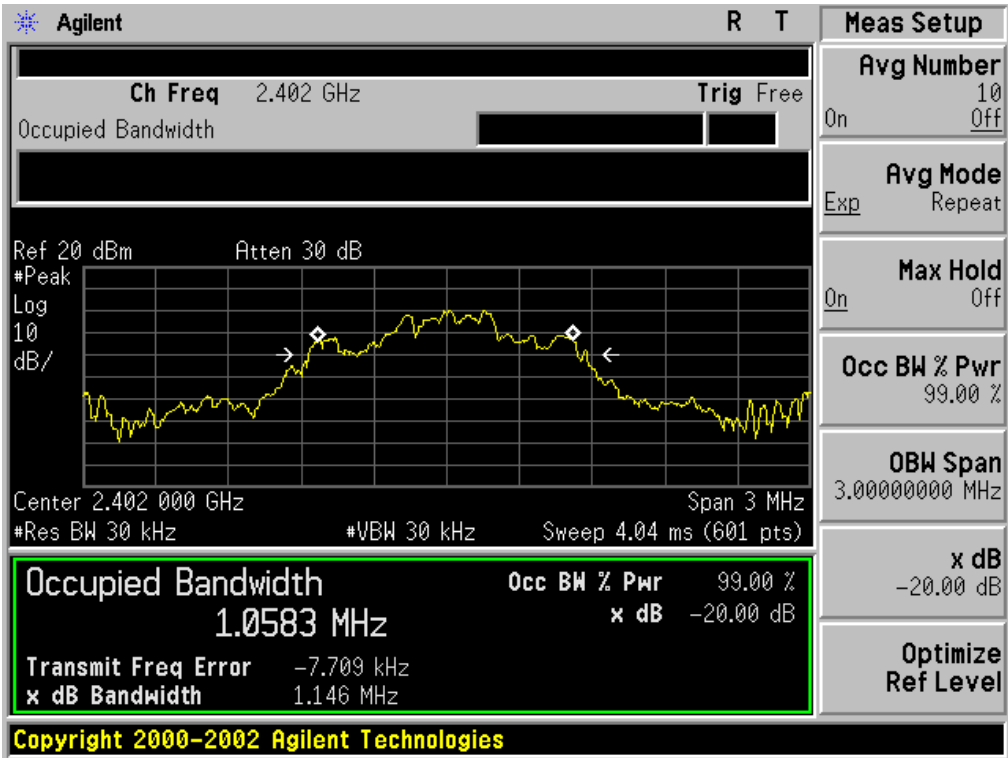 Agilent R T
Ch Freq 2.402 GHz Trig Free
Occupied Bandwidth
Ref 20 dBm Atten 30 dB
#Peak
Log
10
dB/
Center 2.402 000 GHz Span 3 MHz
#Res BW 30 kHz #VBW 30 kHz Sweep 4.04 ms (601 pts)
Occupied Bandwidth Occ BW % Pwr 99.00 %
1.0583 MHz x dB -20.00 dB
Transmit Freq Error -7.709 kHz
x dB Bandwidth 1.146 MHz
Copyright 2000-2002 Agilent Technologies
Meas Setup
Avg Number
10
On Off
Avg Mode
Exp Repeat
Max Hold
On Off
Occ BW % Pwr
99.00 %
OBW Span
3.00000000 MHz
x dB
-20.00 dB
Optimize
Ref Level